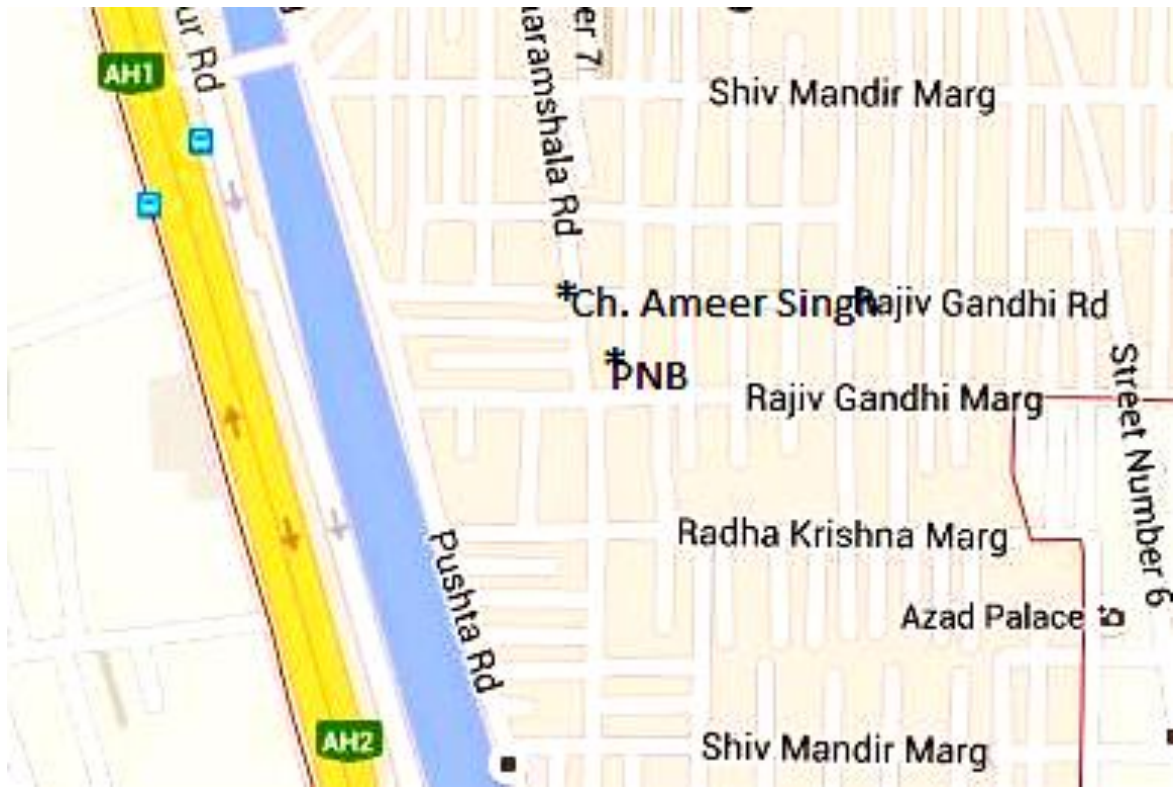 ur Rd
AH1
aramshala Rd
er 7
Shiv Mandir Marg
*Ch. Ameer Singh
Rajiv Gandhi Rd
*PNB
Rajiv Gandhi Marg
Street Number 6
Radha Krishna Marg
Pushta Rd
Azad Palace
AH2
Shiv Mandir Marg